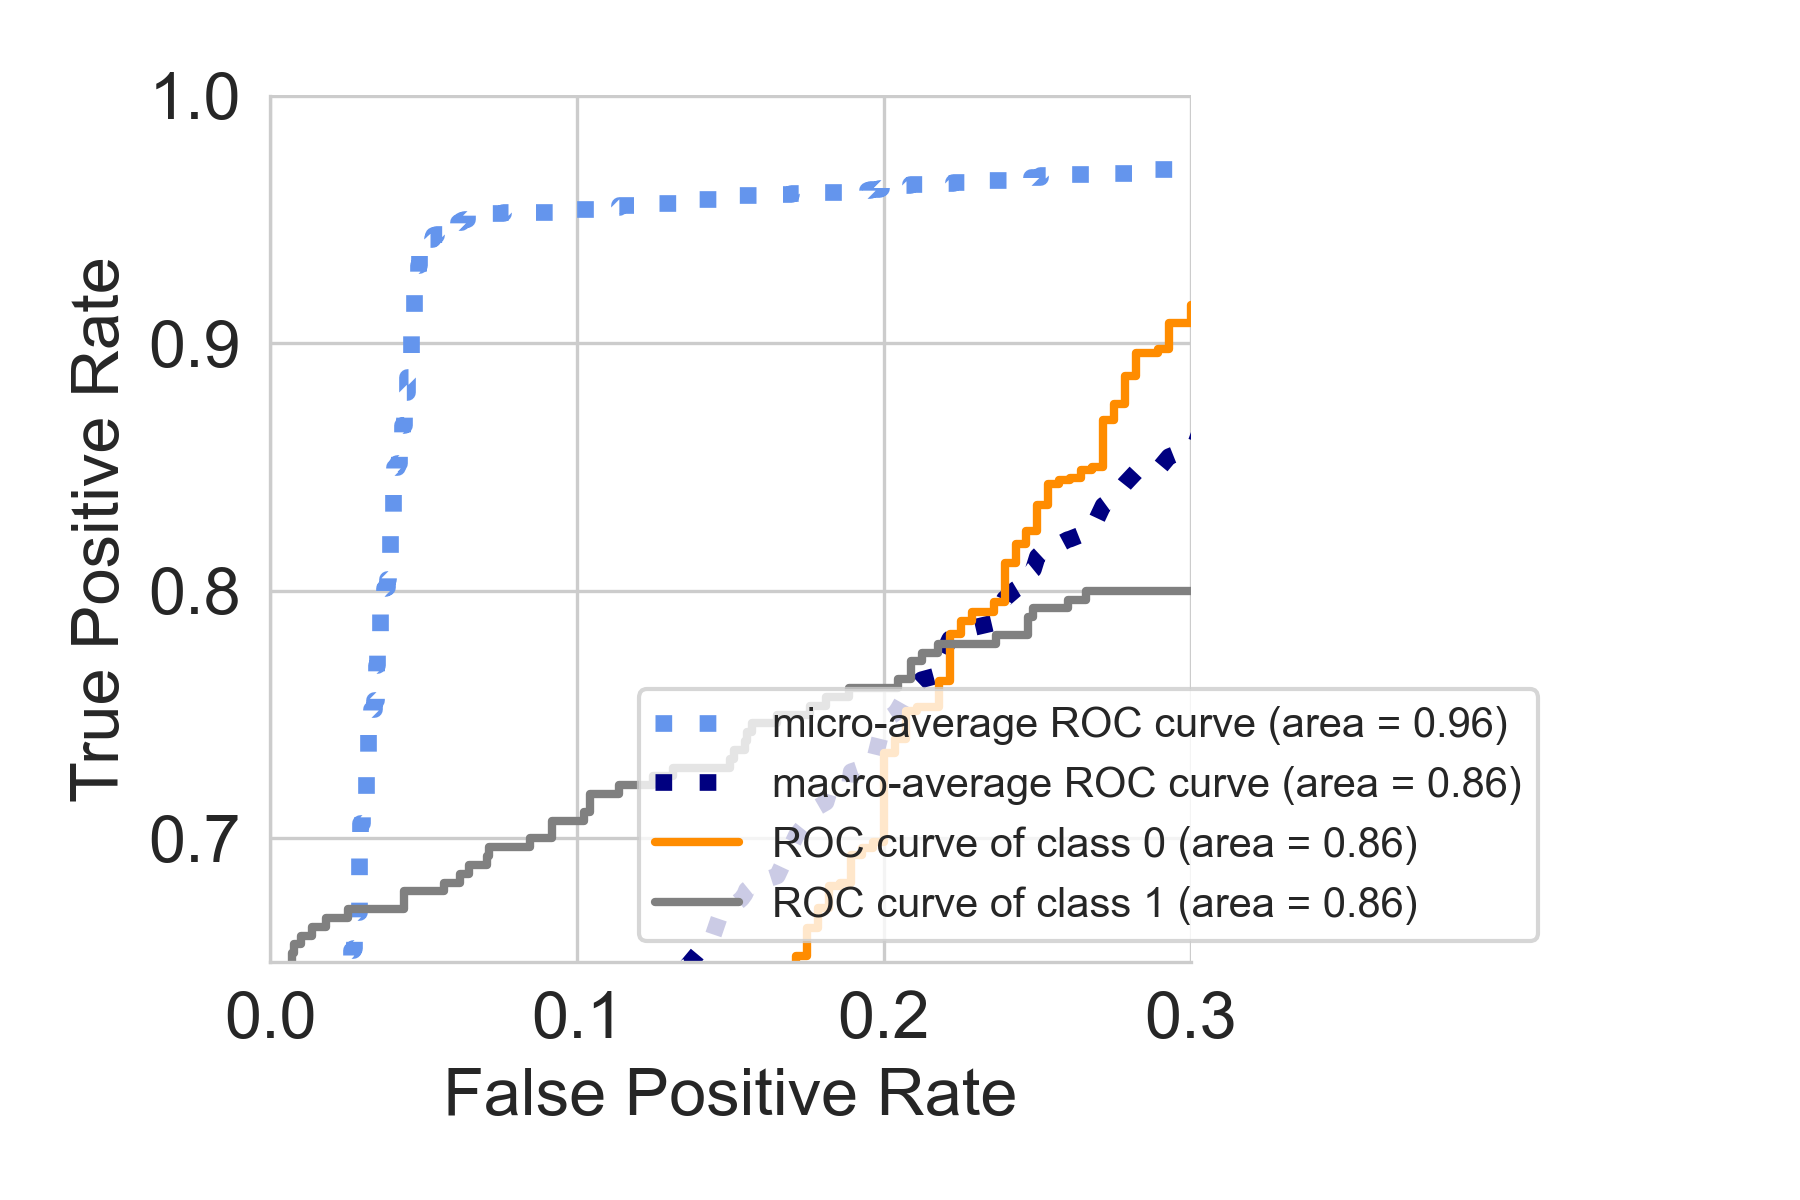 True Positive Rate
1.0
0.9
0.8
0.7
micro-average ROC curve (area = 0.96)
macro-average ROC curve (area = 0.86)
ROC curve of class 0 (area = 0.86)
ROC curve of class 1 (area = 0.86)
0.0 0.1 0.2 0.3
False Positive Rate